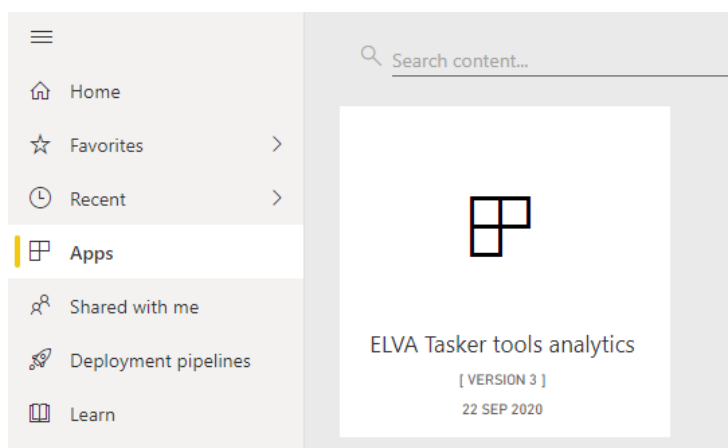 Home
Favorites
Recent
Apps
Shared with me
Deployment pipelines
Learn
Search content...
ELVA Tasker tools analytics
[ VERSION 3 ]
22 SEP 2020